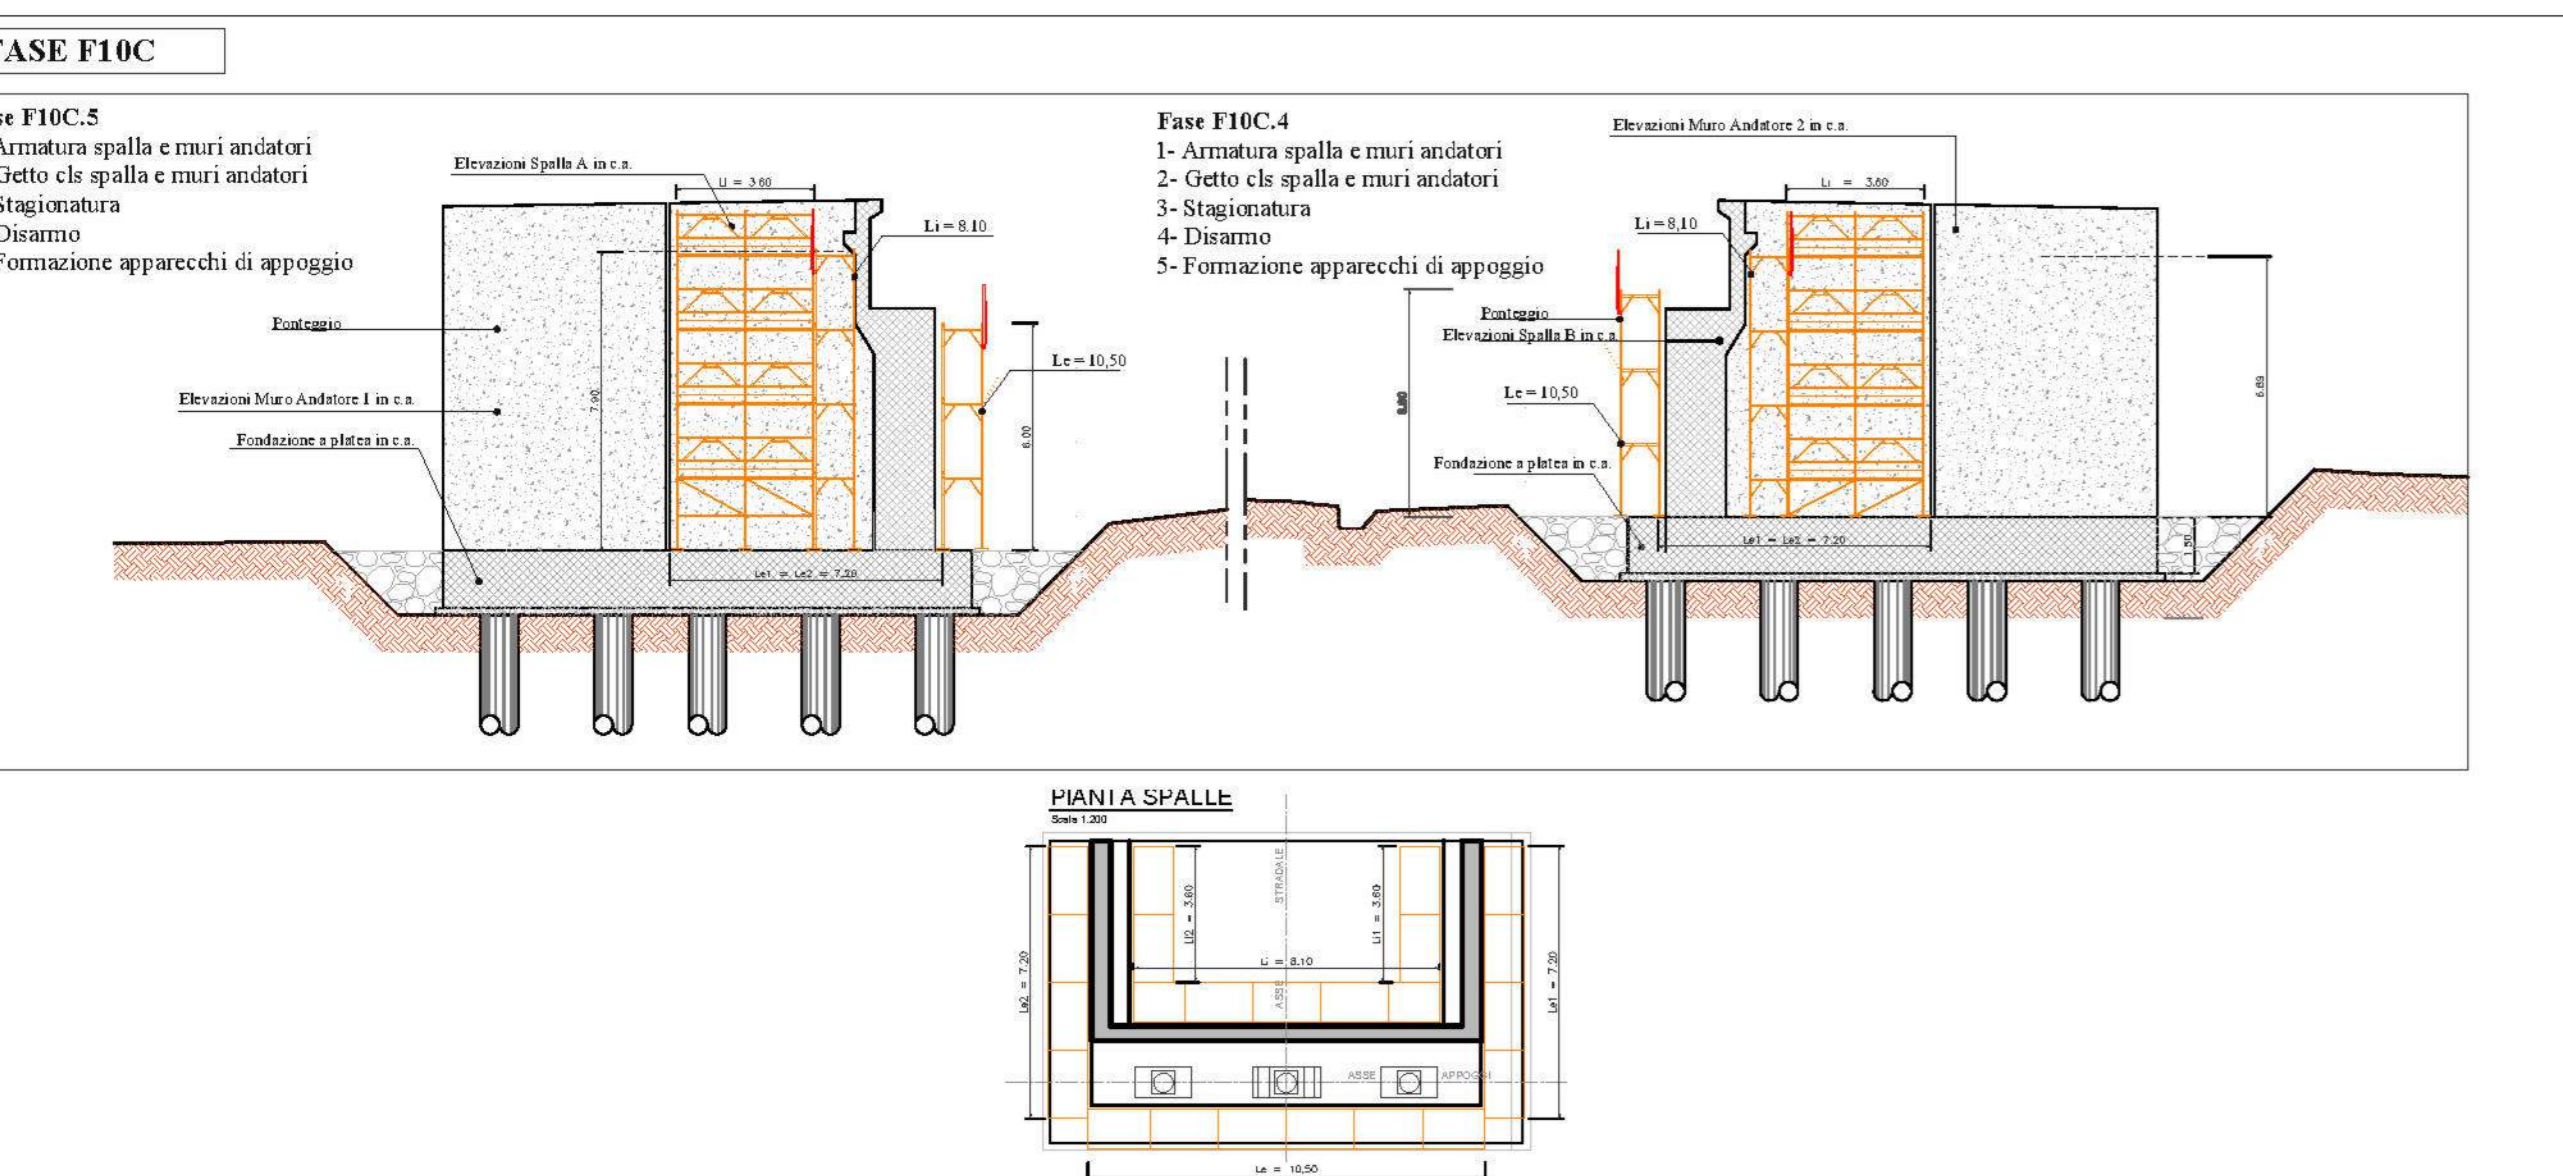 FASE F10C
se F10C.5
Armatura spalla e muri andatori
Getto cls spalla e muri andatori
Stagionatura
Disarmo
Formazione apparecchi di appoggio
Elevazioni Spalla A in c.a.
Li = 3.60
Li = 8.10
Ponteggio
7.90
Elevazioni Muro Andatore 1 in c.a.
Fondazione a platea in c.a.
6.00
Le = 10,50
Le1 = Le2 = 7.20
Fase F10C.4
1- Armatura spalla e muri andatori
2- Getto cls spalla e muri andatori
3- Stagionatura
4- Disarmo
5- Formazione apparecchi di appoggio
Elevazioni Muro Andatore 2 in c.a.
Li = 3.60
Li = 8,10
Ponteggio
Elevazioni Spalla B in c.a.
Le = 10,50
Fondazione a platea in c.a.
6.89
Le1 = Le2 = 7.20
1.50
PIANTA SPALLE
Scala 1:200
STRADALE
Li2 = 3.60
Li1 = 3.60
Li = 8.10
ASSE
Le2 = 7.20
Le1 = 7.20
ASSE
APPOGGI
Le = 10,50